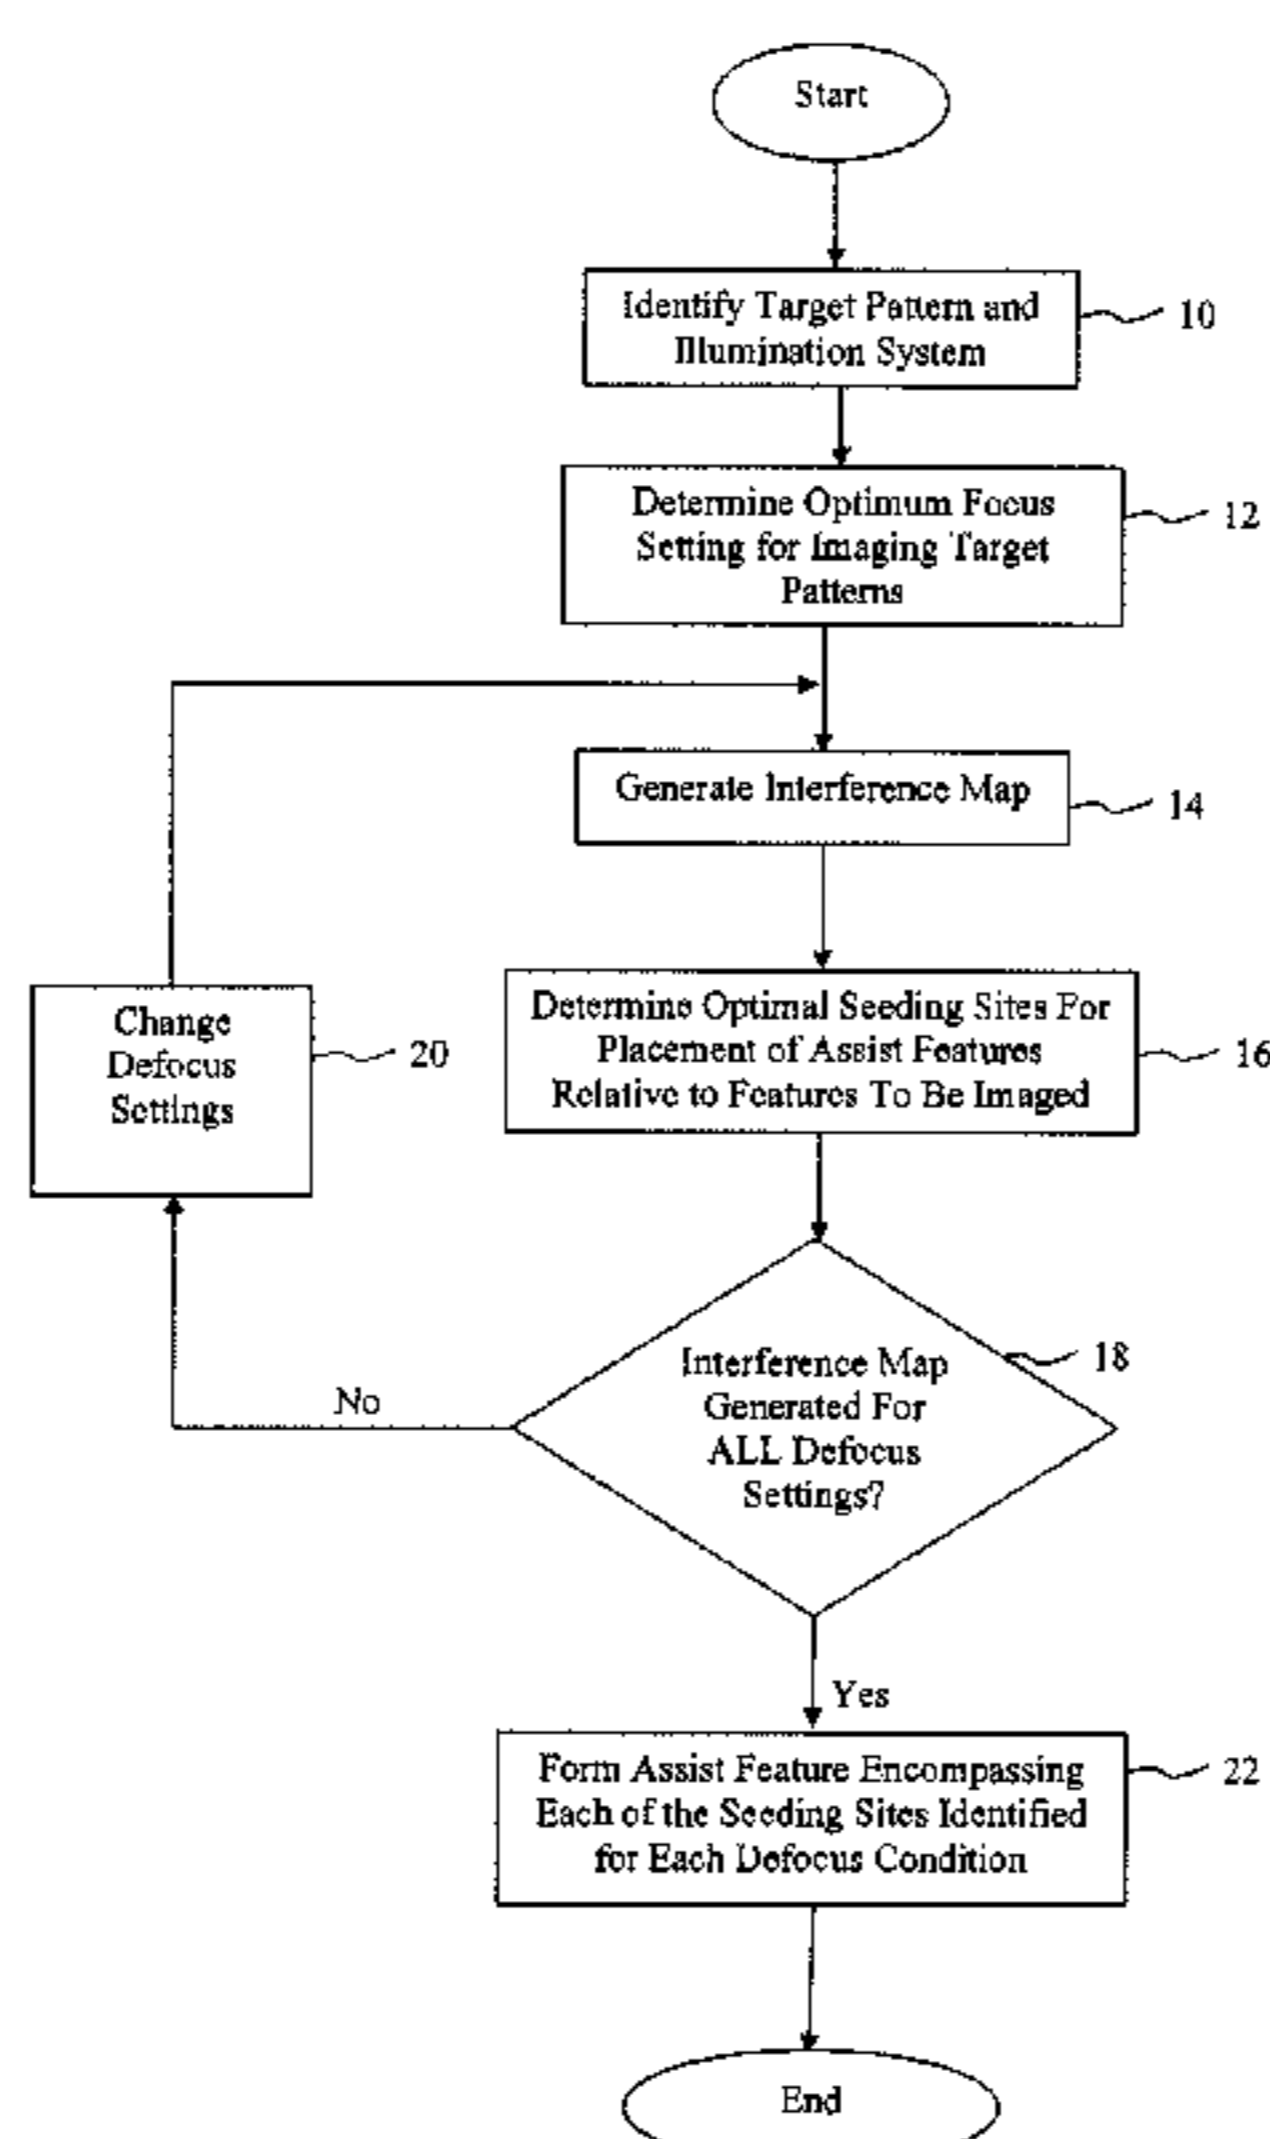 Start
Identify Target Pattern and
Illumination System
10
Determine Optimum Focus
Setting for Imaging Target
Patterns
12
Generate Interference Map
14
Determine Optimal Seeding Sites For
Placement of Assist Features
Relative to Features To Be Imaged
16
Change
Defocus
Settings
20
Interference Map
Generated For
ALL Defocus
Settings?
18
No
Yes
Form Assist Feature Encompassing
Each of the Seeding Sites Identified
for Each Defocus Condition
22
End